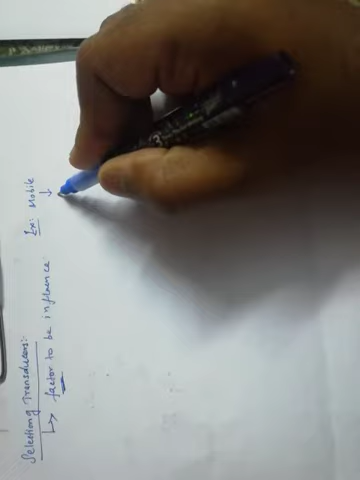 Selecting Transducers:-
↳ factor to be influence
Ex: Mobile
↓